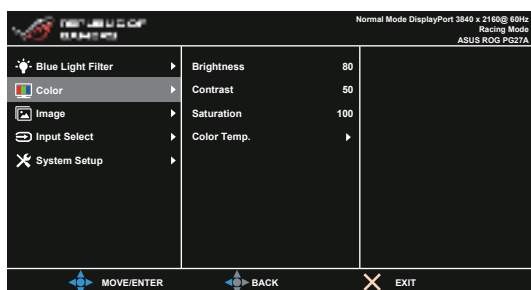 Normal Mode DisplayPort 3840 x 2160@ 60Hz
Racing Mode
ASUS ROG PG27A
Blue Light Filter
Color
Image
Input Select
System Setup
Brightness 80
Contrast 50
Saturation 100
Color Temp.
MOVE/ENTER BACK EXIT